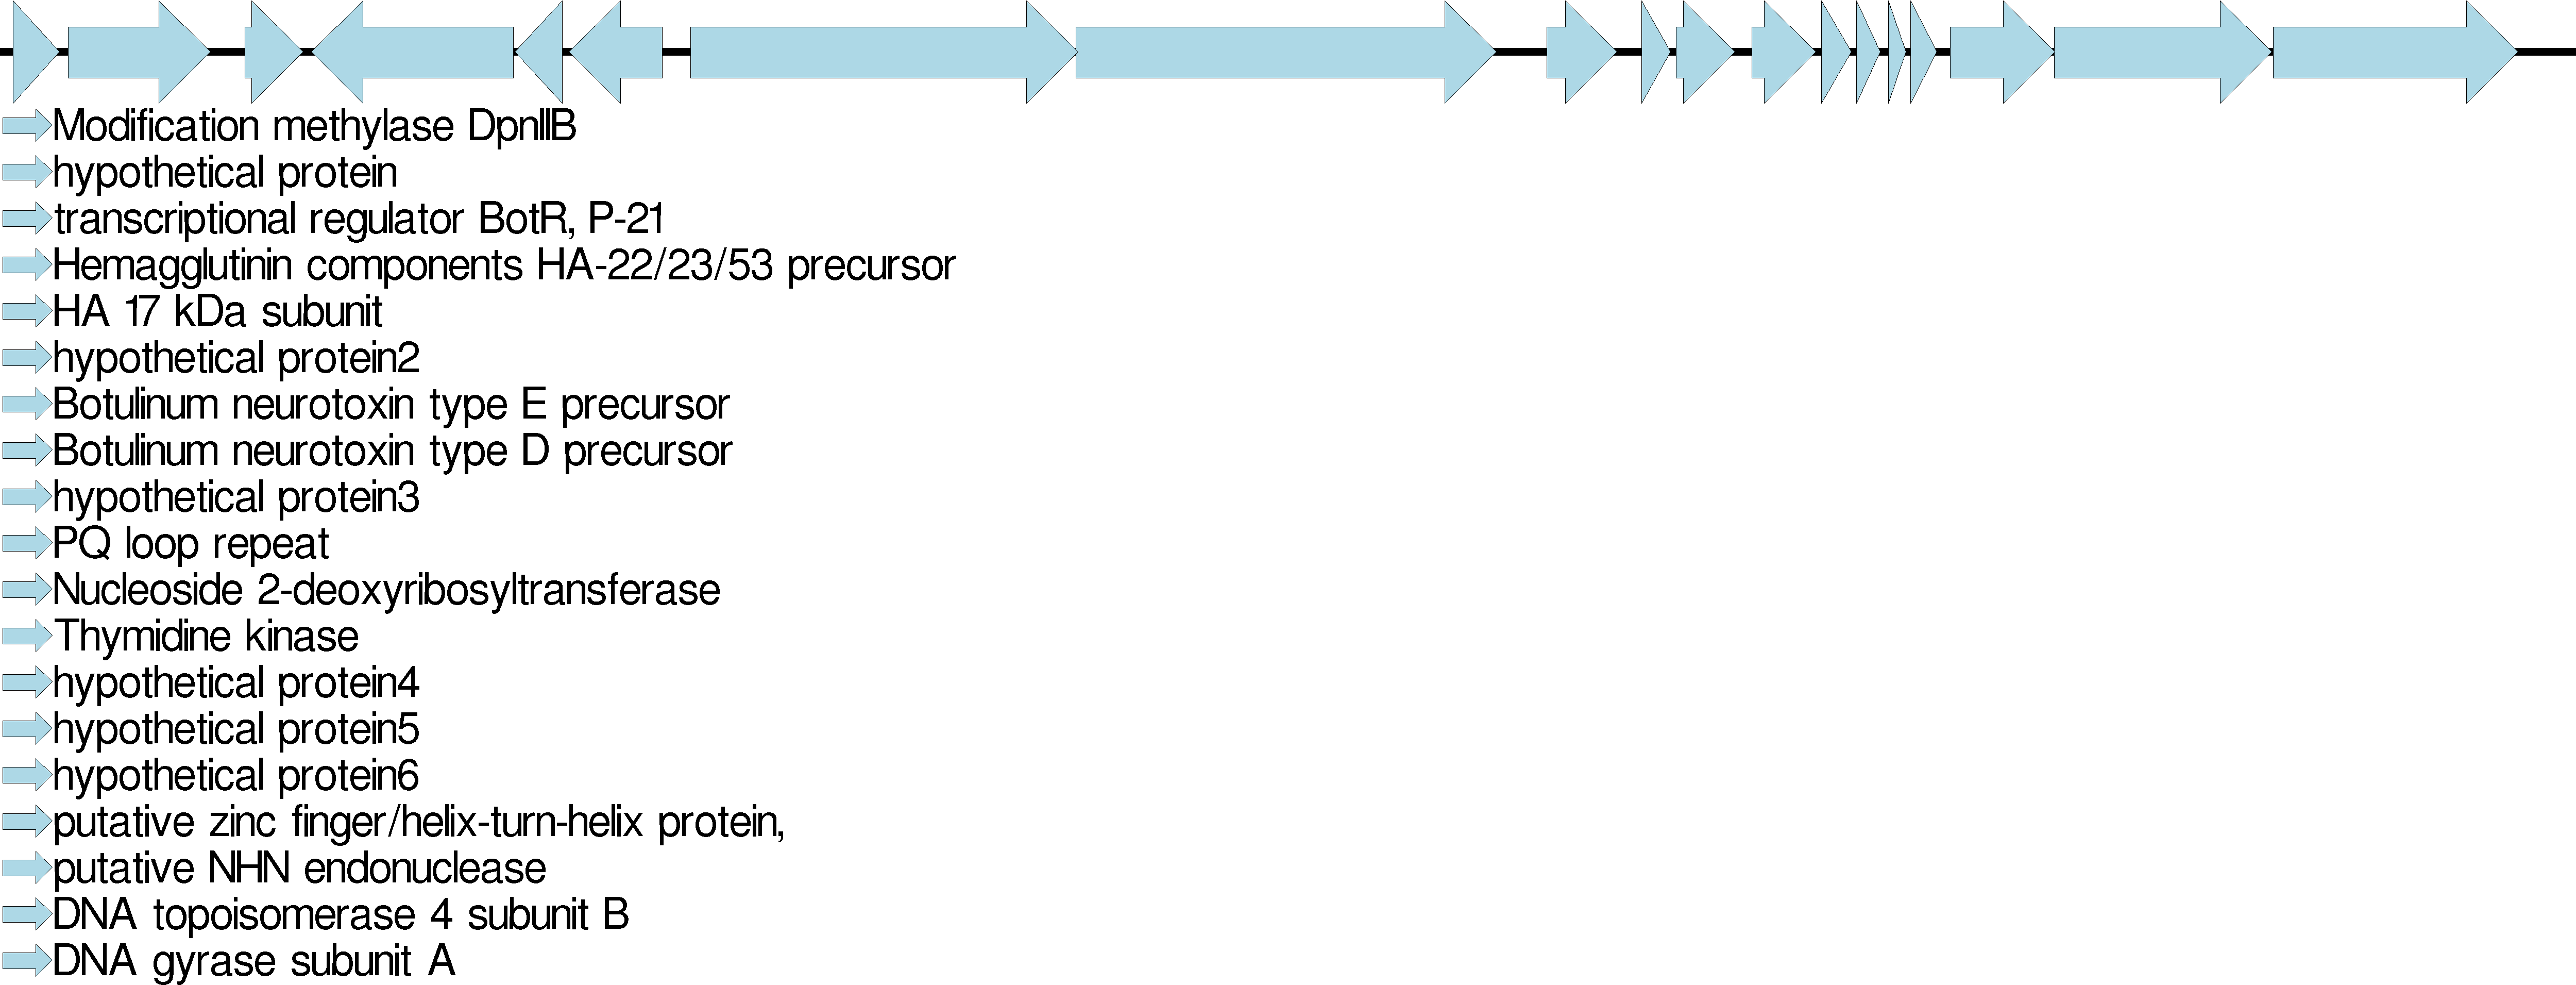 Modification methylase DpnIIB
hypothetical protein
transcriptional regulator BotR, P-21
Hemagglutinin components HA-22/23/53 precursor
HA 17 kDa subunit
hypothetical protein2
Botulinum neurotoxin type E precursor
Botulinum neurotoxin type D precursor
hypothetical protein3
PQ loop repeat
Nucleoside 2-deoxyribosyltransferase
Thymidine kinase
hypothetical protein4
hypothetical protein5
hypothetical protein6
putative zinc finger/helix-turn-helix protein,
putative NHN endonuclease
DNA topoisomerase 4 subunit B
DNA gyrase subunit A